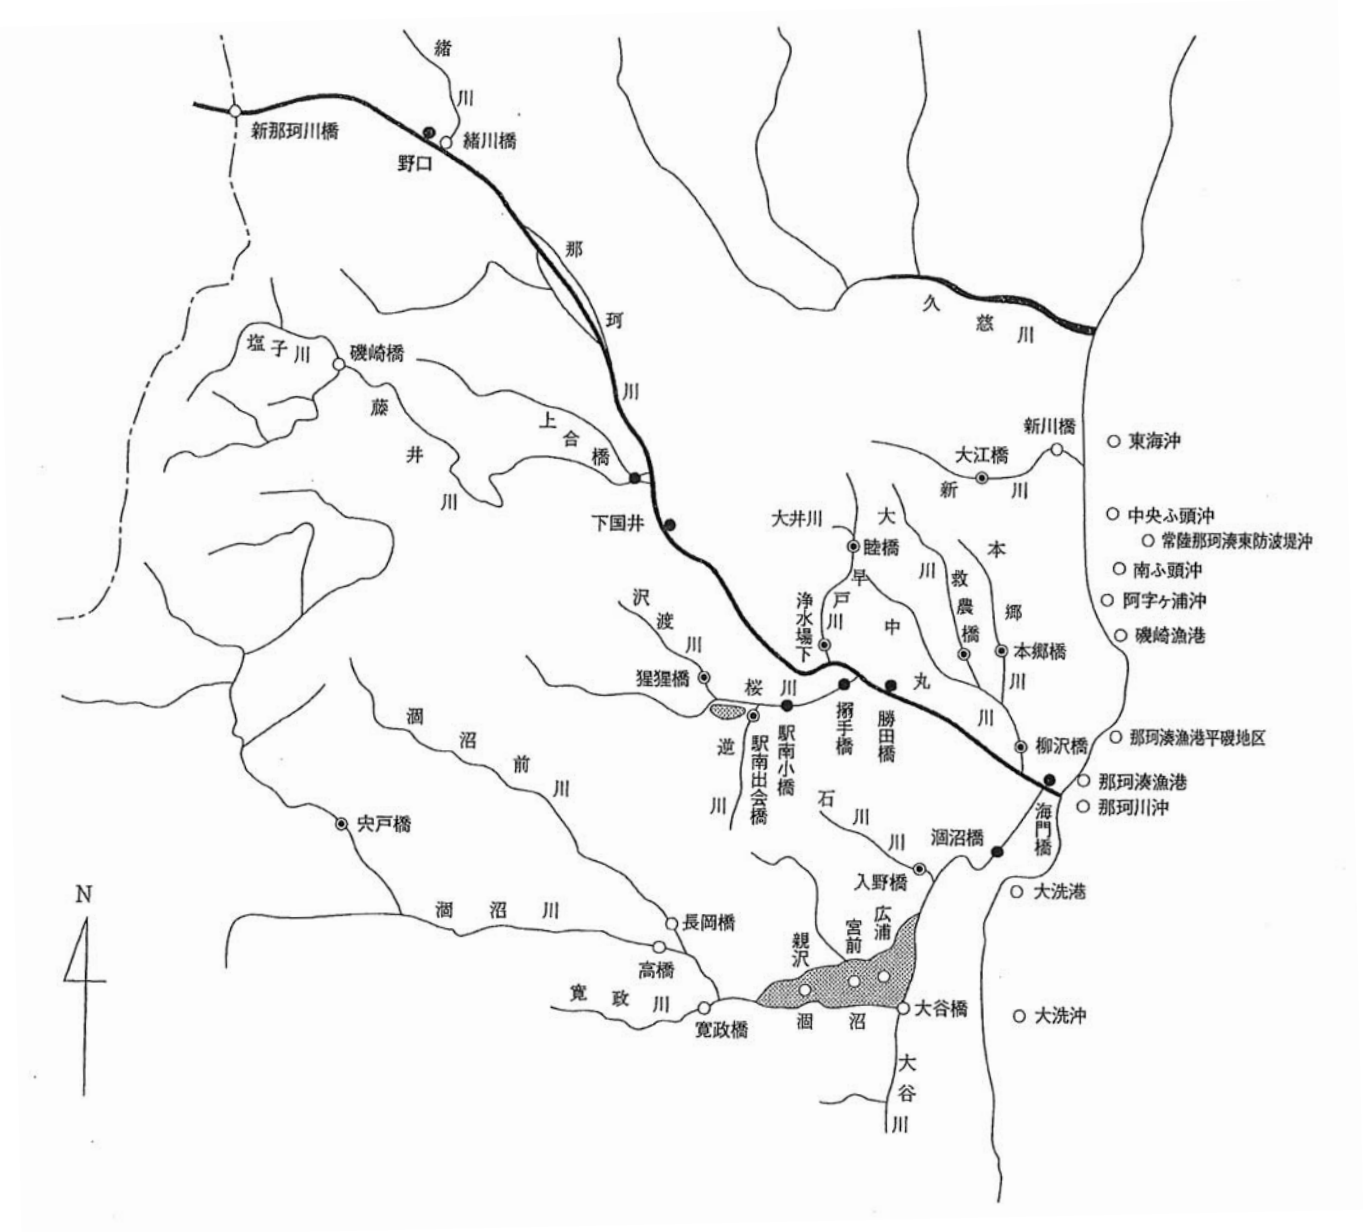 緒川
新那珂川橋
緒川橋
野口
那珂川
久慈川
塩子川
磯崎橋
藤井川
上合橋
新川橋
東海沖
大江橋
新川
下国井
大井川
睦橋
大川
本郷川
救農橋
中央ふ頭沖
常陸那珂湊東防波堤沖
南ふ頭沖
阿字ヶ浦沖
磯崎漁港
早戸川
浄水場下
中丸川
本郷橋
沢渡川
猩猩橋
桜川
搦手橋
勝田橋
柳沢橋
那珂湊漁港平磯地区
逆川
駅南出会橋
駅南小橋
那珂湊漁港
那珂川沖
海門橋
涸沼前川
石川川
涸沼橋
入野橋
宍戸橋
大洗港
N
涸沼川
長岡橋
高橋
親沢
宮前
広浦
寛政川
寛政橋
涸沼
大谷橋
大洗沖
大谷川